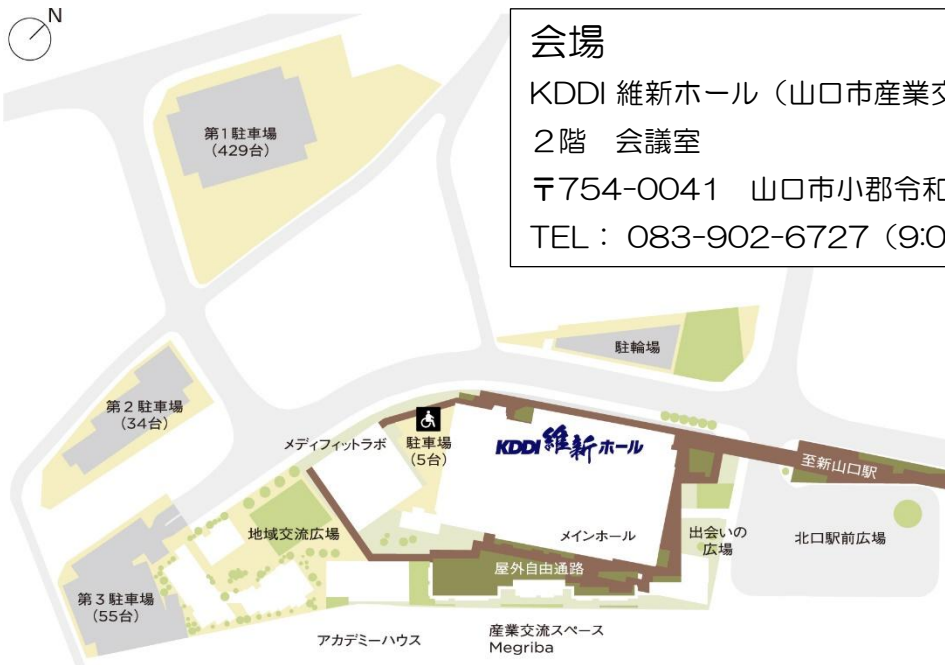 N
会場
KDDI 維新ホール（山口市産業交
２階　会議室
〒754-0041　山口市小郡令和
TEL： 083-902-6727（9:0
第1駐車場
(429台)
駐輪場
第2駐車場
(34台)
メディフィットラボ
駐車場
(5台)
KDDI維新ホール
至新山口駅
地域交流広場
メインホール
出会いの
広場
北口駅前広場
屋外自由通路
第3駐車場
(55台)
アカデミーハウス
産業交流スペース
Megriba